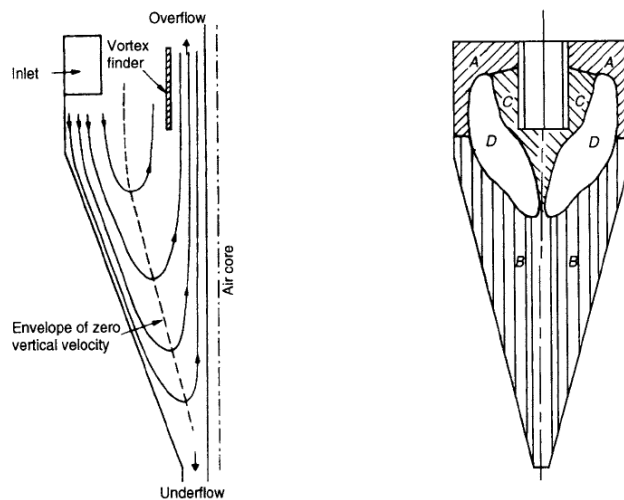 Overflow
Vortex
finder
Inlet
Air core
Envelope of zero
vertical velocity
Underflow
A
A
C
C
D
D
B
B